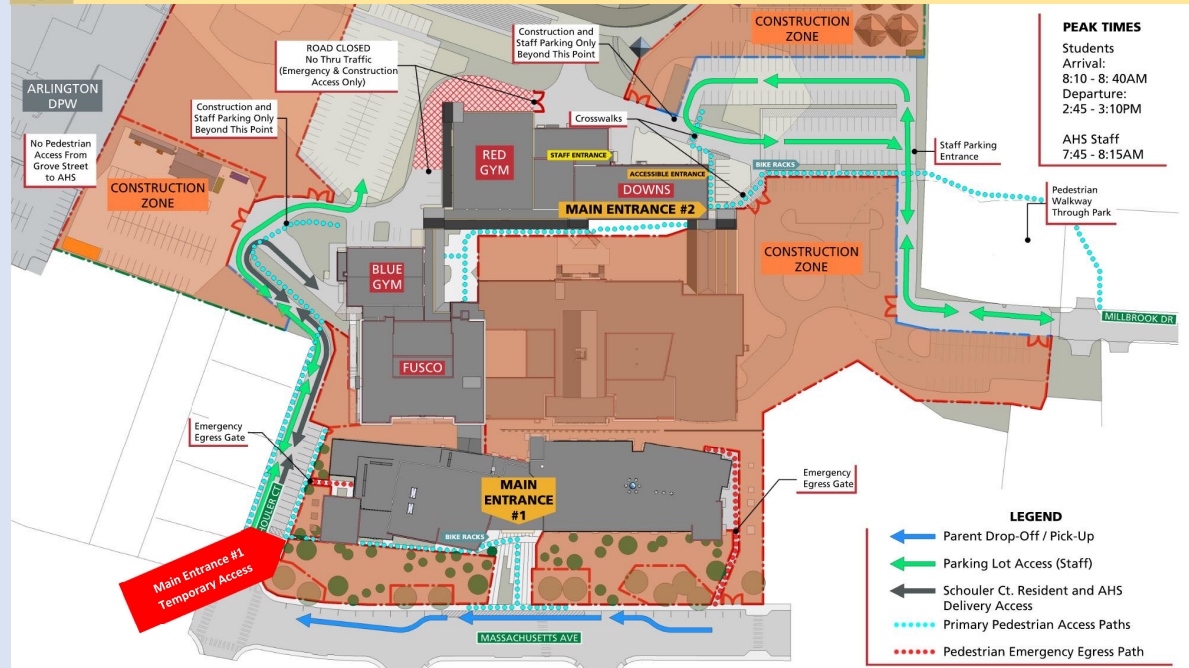 CONSTRUCTION
ZONE
PEAK TIMES
Students
Arrival:
8:10 - 8: 40AM
Departure:
2:45 - 3:10PM
AHS Staff
7:45 - 8:15AM
Construction and
Staff Parking Only
Beyond This Point
ROAD CLOSED
No Thru Traffic
(Emergency & Construction
Access Only)
ARLINGTON
DPW
Construction and
Staff Parking Only
Beyond This Point
Crosswalks
No Pedestrian
Access From
Grove Street
to AHS
RED
GYM
STAFF ENTRANCE
ACCESSIBLE ENTRANCE
DOWNS
MAIN ENTRANCE #2
BIKE RACKS
Staff Parking
Entrance
CONSTRUCTION
ZONE
Pedestrian
Walkway
Through Park
CONSTRUCTION
ZONE
BLUE
GYM
MILLBROOK DR
FUSCO
Emergency
Egress Gate
MAIN
ENTRANCE
#1
Emergency
Egress Gate
BIKE RACKS
Main Entrance #1
Temporary Access
MASSACHUSETTS AVE
LEGEND
Parent Drop-Off / Pick-Up
Parking Lot Access (Staff)
Schouler Ct. Resident and AHS
Delivery Access
Primary Pedestrian Access Paths
Pedestrian Emergency Egress Path